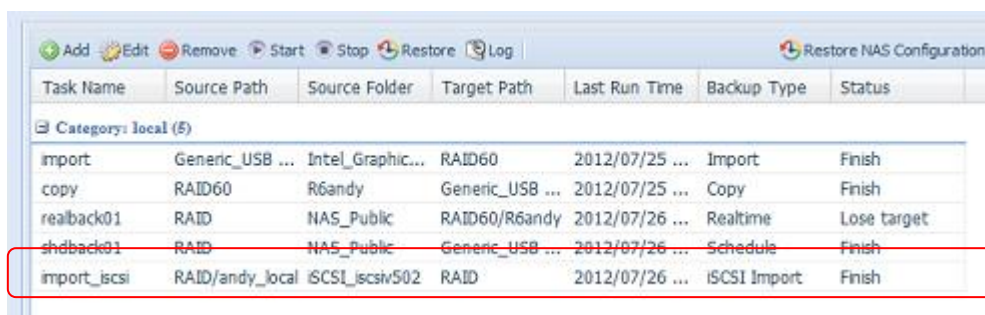 Add Edit Remove Start Stop Restore Log Restore NAS Configuration
Task Name Source Path Source Folder Target Path Last Run Time Backup Type Status
Category: local (5)
import Generic_USB ... Intel_Graphic... RAID60 2012/07/25 ... Import Finish
copy RAID60 R6andy Generic_USB ... 2012/07/25 ... Copy Finish
realback01 RAID NAS_Public RAID60/R6andy 2012/07/26 ... Realtime Lose target
shdback01 RAID NAS_Public Generic_USB ... 2012/07/26 ... Schedule Finish
import_iscsi RAID/andy_local iSCSI_iscsiv502 RAID 2012/07/26 ... iSCSI Import Finish